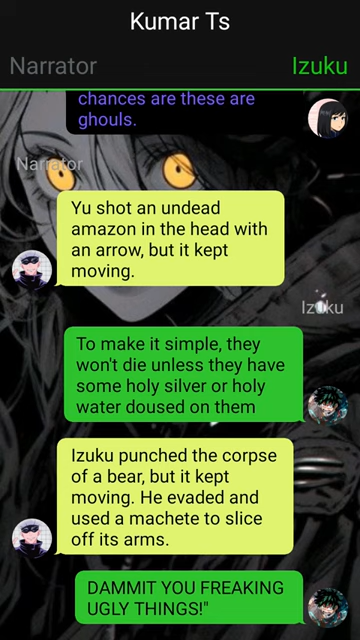 Kumar Ts
Narrator
Izuku
chances are these are
ghouls.
Narrator
Yu shot an undead
amazon in the head with
an arrow, but it kept
moving.
Izuku
To make it simple, they
won't die unless they have
some holy silver or holy
water doused on them
Izuku punched the corpse
of a bear, but it kept
moving. He evaded and
used a machete to slice
off its arms.
DAMMIT YOU FREAKING
UGLY THINGS!"